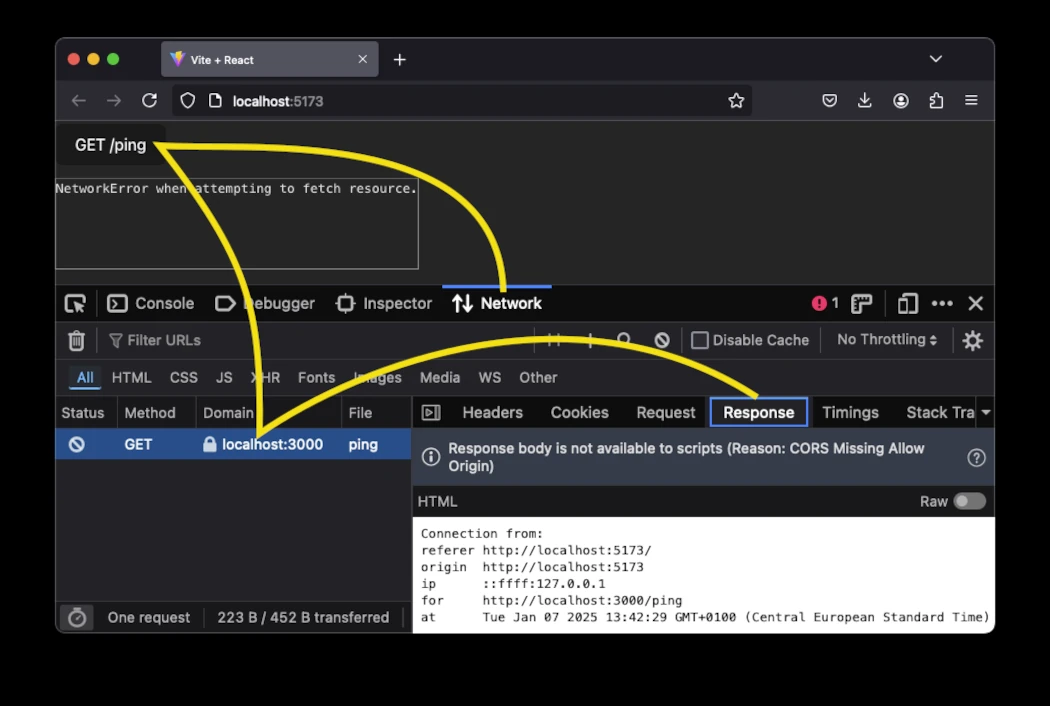 Vite + React
localhost:5173
GET /ping
NetworkError when attempting to fetch resource.
Console Debugger Inspector Network 1
Filter URLs Disable Cache No Throttling
All HTML CSS JS XHR Fonts Images Media WS Other
Status Method Domain File
GET localhost:3000 ping
Headers Cookies Request Response Timings Stack Tra
Response body is not available to scripts (Reason: CORS Missing Allow
Origin)
HTML Raw
Connection from:
referer http://localhost:5173/
origin http://localhost:5173
ip ::ffff:127.0.0.1
for http://localhost:3000/ping
at Tue Jan 07 2025 13:42:29 GMT+0100 (Central European Standard Time)
One request 223 B / 452 B transferred